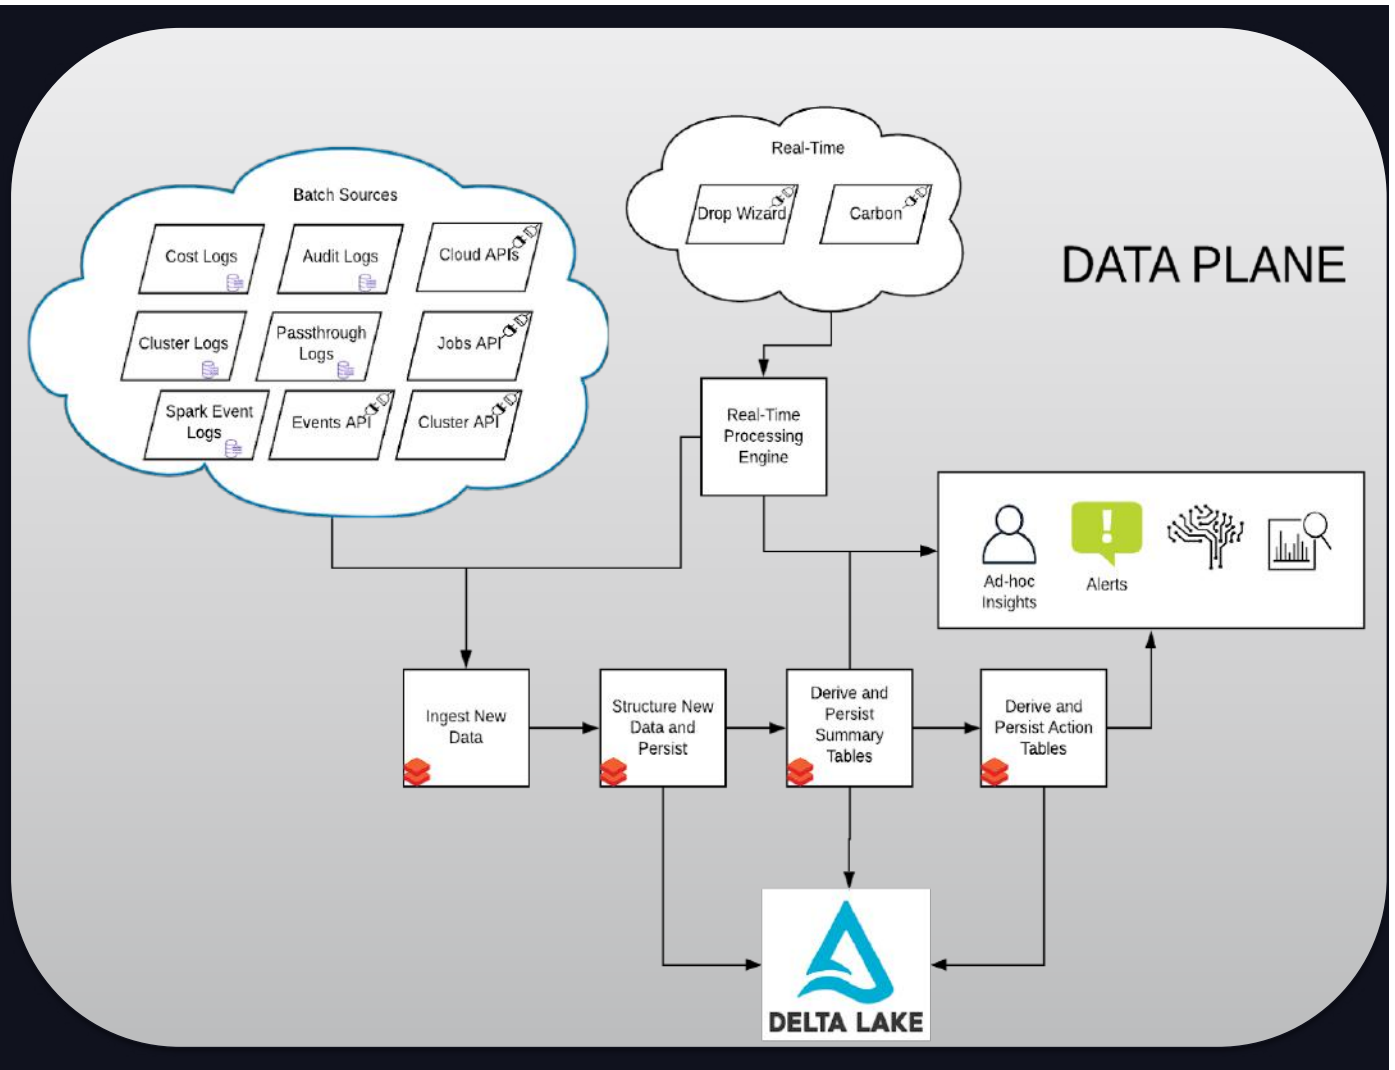 Real-Time
Drop Wizard
Carbon
Batch Sources
Cost Logs
Audit Logs
Cloud APIs
Cluster Logs
Passthrough
Logs
Jobs API
Spark Event
Logs
Events API
Cluster API
DATA PLANE
Real-Time
Processing
Engine
Ad-hoc
Insights
Alerts
Ingest New
Data
Structure New
Data and
Persist
Derive and
Persist
Summary
Tables
Derive and
Persist Action
Tables
DELTA LAKE